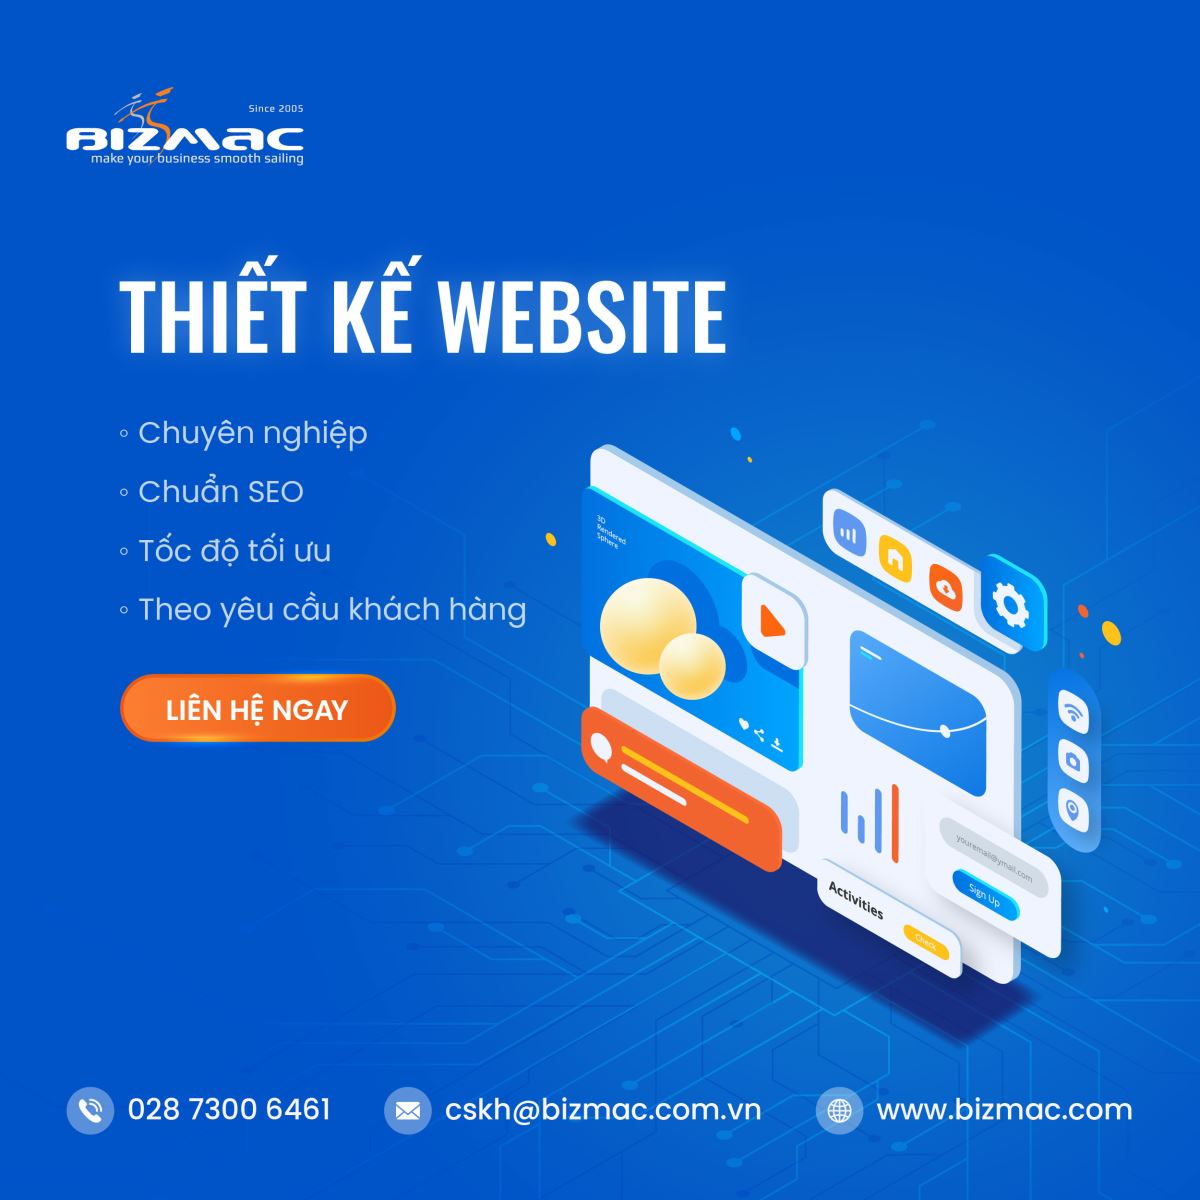 Since 2005
BIZMAC
make your business smooth sailing
THIẾT KẾ WEBSITE
◦ Chuyên nghiệp
◦ Chuẩn SEO
◦ Tốc độ tối ưu
◦ Theo yêu cầu khách hàng
LIÊN HỆ NGAY
3D
Rendered
Sphere
youremail@ymail.com
Sign Up
Activities
Check
028 7300 6461
cskh@bizmac.com.vn
www.bizmac.com